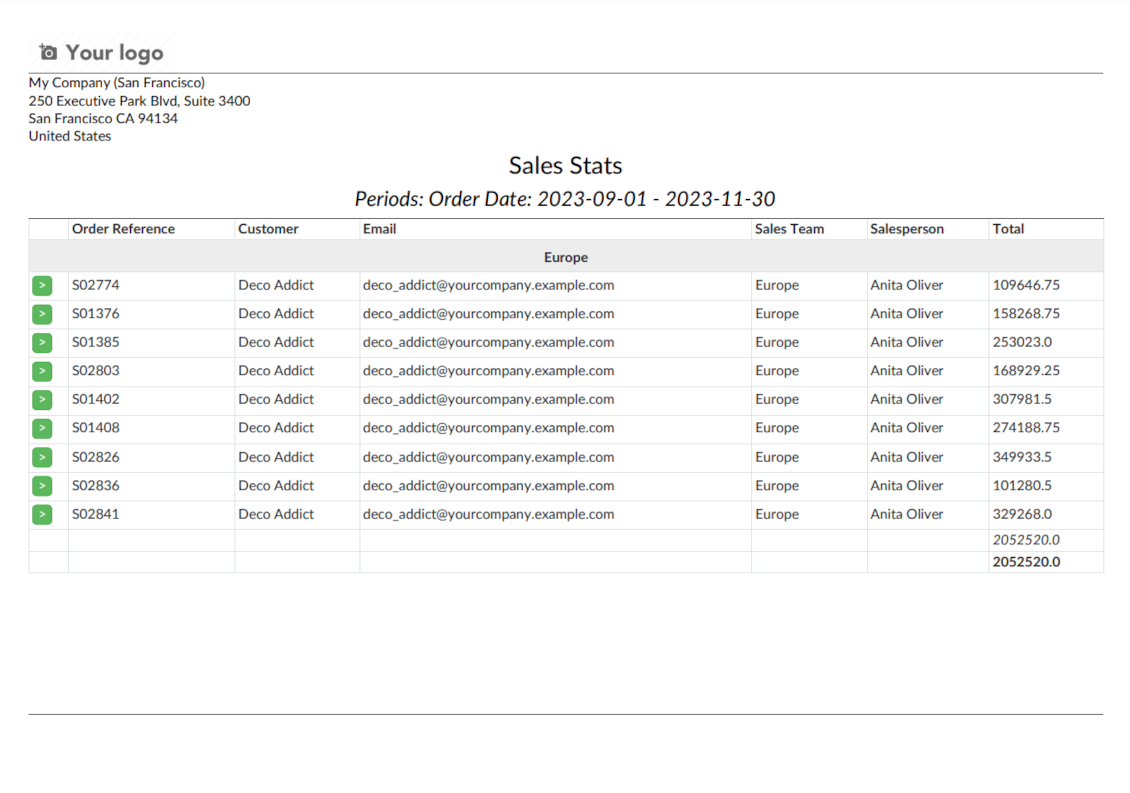 Your logo
My Company (San Francisco)
250 Executive Park Blvd, Suite 3400
San Francisco CA 94134
United States
Sales Stats
Periods: Order Date: 2023-09-01 - 2023-11-30
Order Reference Customer Email Sales Team Salesperson Total
Europe
> S02774 Deco Addict deco_addict@yourcompany.example.com Europe Anita Oliver 109646.75
> S01376 Deco Addict deco_addict@yourcompany.example.com Europe Anita Oliver 158268.75
> S01385 Deco Addict deco_addict@yourcompany.example.com Europe Anita Oliver 253023.0
> S02803 Deco Addict deco_addict@yourcompany.example.com Europe Anita Oliver 168929.25
> S01402 Deco Addict deco_addict@yourcompany.example.com Europe Anita Oliver 307981.5
> S01408 Deco Addict deco_addict@yourcompany.example.com Europe Anita Oliver 274188.75
> S02826 Deco Addict deco_addict@yourcompany.example.com Europe Anita Oliver 349933.5
> S02836 Deco Addict deco_addict@yourcompany.example.com Europe Anita Oliver 101280.5
> S02841 Deco Addict deco_addict@yourcompany.example.com Europe Anita Oliver 329268.0
2052520.0
2052520.0